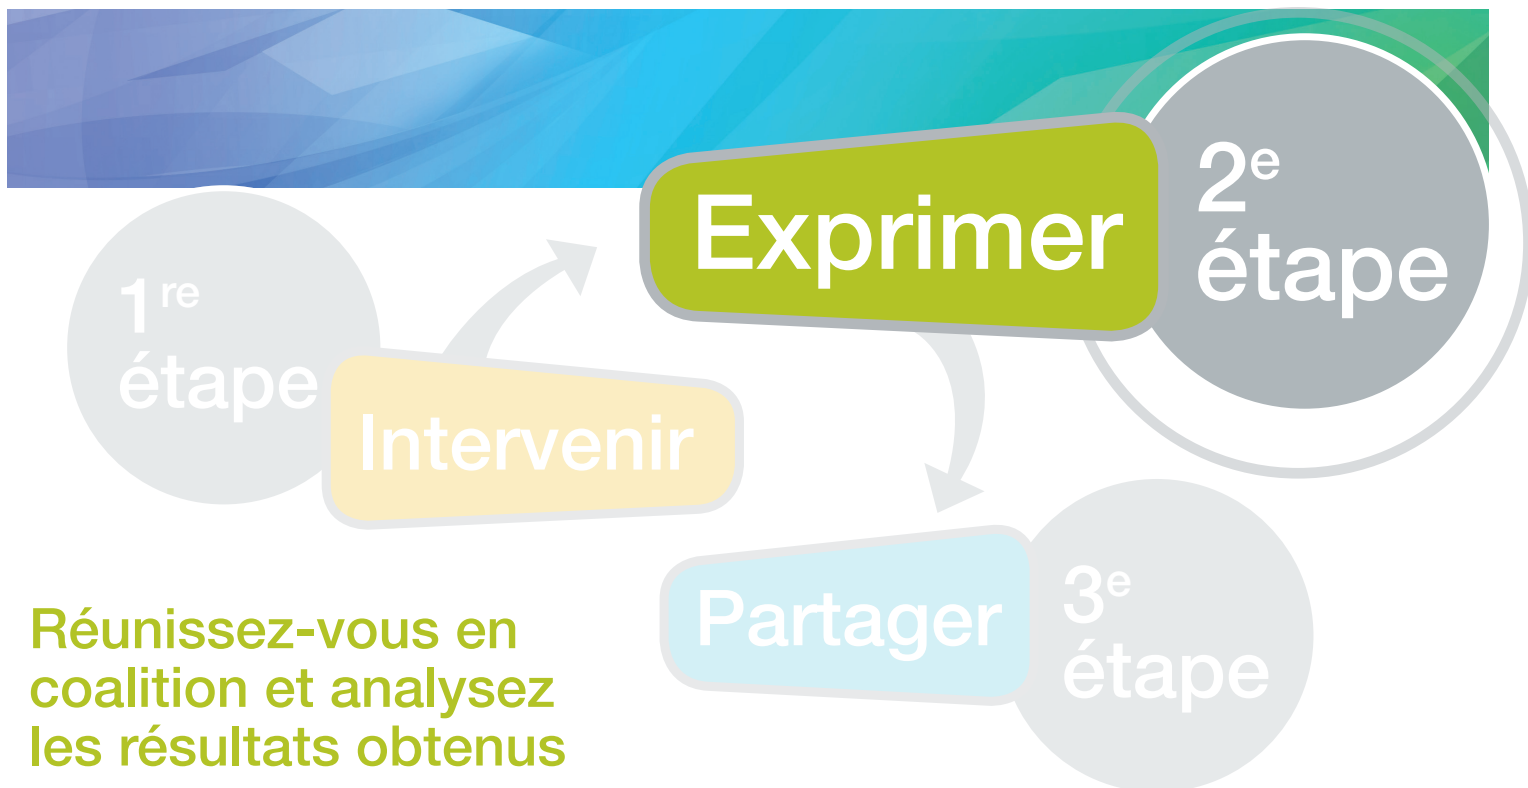 1re
étape
Intervenir
Exprimer
2e
étape
Partager
3e
étape
Réunissez-vous en
coalition et analysez
les résultats obtenus